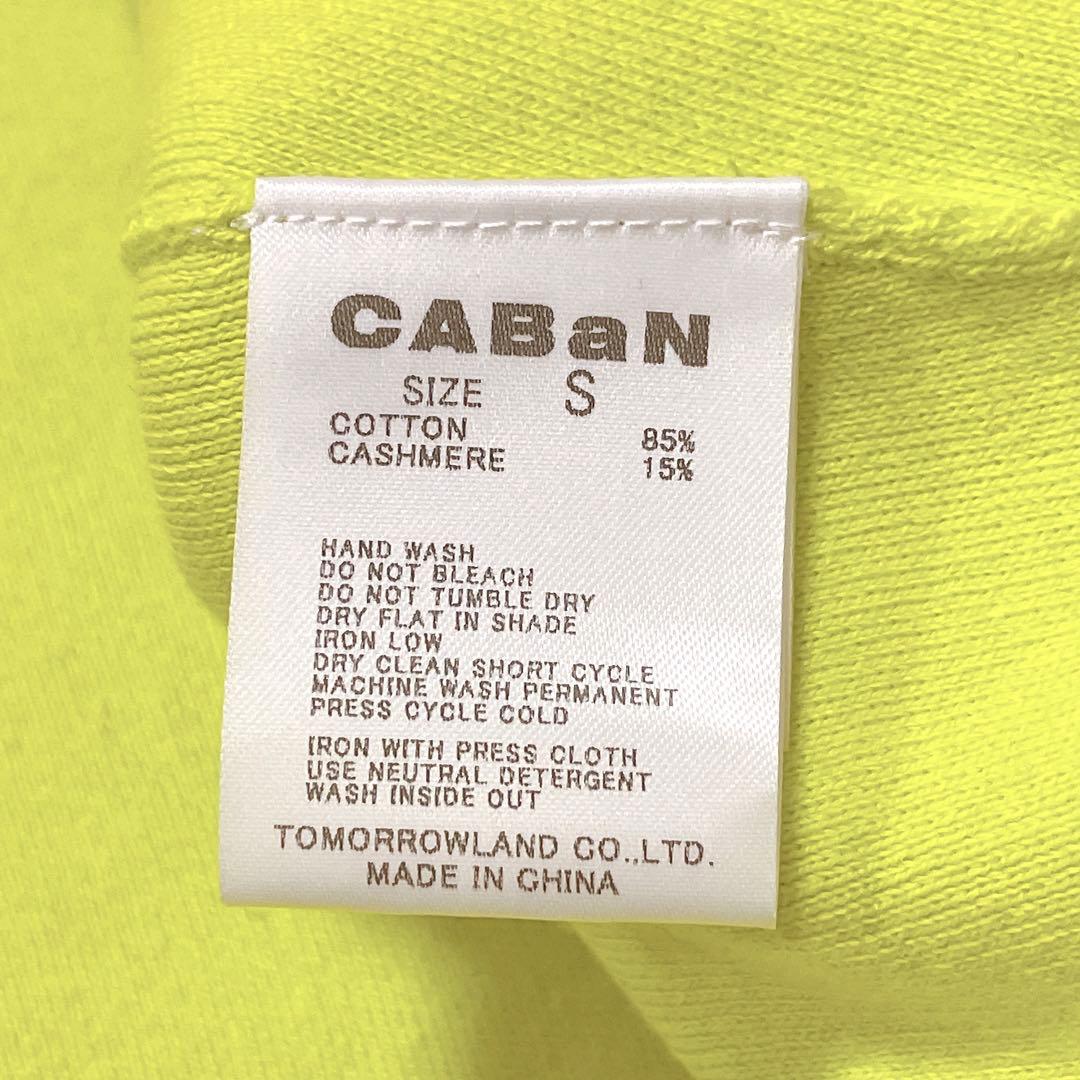 CABaN
SIZE S
COTTON 85%
CASHMERE 15%
HAND WASH
DO NOT BLEACH
DO NOT TUMBLE DRY
DRY FLAT IN SHADE
IRON LOW
DRY CLEAN SHORT CYCLE
MACHINE WASH PERMANENT
PRESS CYCLE COLD
IRON WITH PRESS CLOTH
USE NEUTRAL DETERGENT
WASH INSIDE OUT
TOMORROWLAND CO.,LTD.
MADE IN CHINA